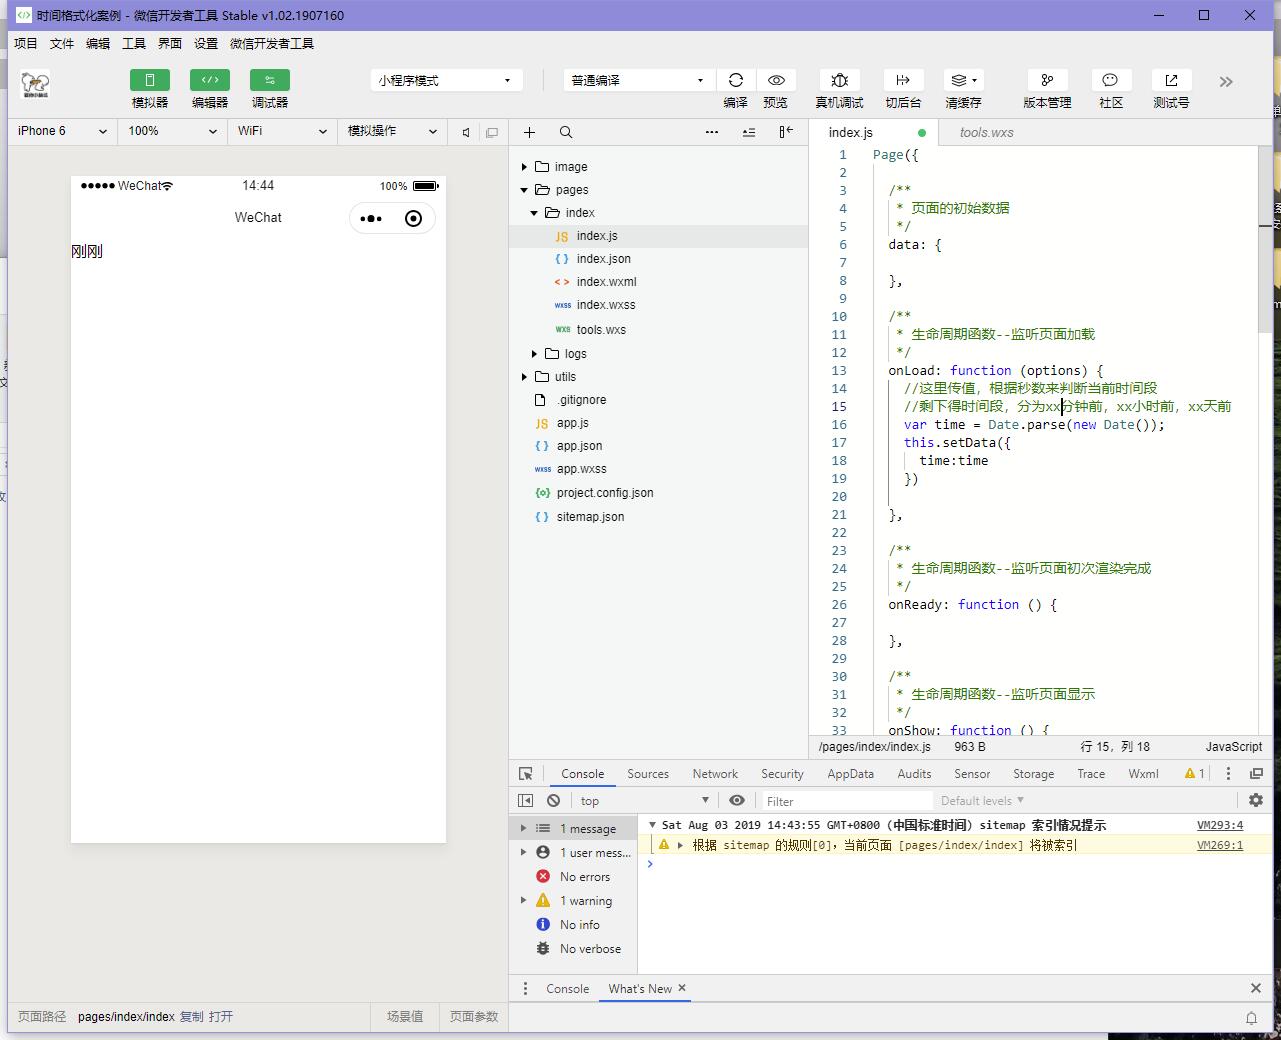 时间格式化案例 - 微信开发者工具 Stable v1.02.1907160
项目 文件 编辑 工具 界面 设置 微信开发者工具
模拟器 编辑器 调试器
小程序模式
普通编译
编译 预览 真机调试 切后台 清缓存 版本管理 社区 测试号
iPhone 6 100% WiFi 模拟操作
WeChat 14:44 100%
WeChat
刚刚
image
pages
index
JS index.js
{ } index.json
< > index.wxml
wxss index.wxss
wxs tools.wxs
logs
utils
.gitignore
JS app.js
{ } app.json
wxss app.wxss
{o} project.config.json
{ } sitemap.json
index.js tools.wxs
1 Page({
2
3 /**
4 * 页面的初始数据
5 */
6 data: {
7
8 },
9
10 /**
11 * 生命周期函数--监听页面加载
12 */
13 onLoad: function (options) {
14 //这里传值，根据秒数来判断当前时间段
15 //剩下得时间段，分为xx分钟前，xx小时前，xx天前
16 var time = Date.parse(new Date());
17 this.setData({
18 time:time
19 })
20
21 },
22
23 /**
24 * 生命周期函数--监听页面初次渲染完成
25 */
26 onReady: function () {
27
28 },
29
30 /**
31 * 生命周期函数--监听页面显示
32 */
33 onShow: function () {
/pages/index/index.js 963 B 行 15，列 18 JavaScript
Console Sources Network Security AppData Audits Sensor Storage Trace Wxml 1
top Filter Default levels
1 message
1 user mess...
No errors
1 warning
No info
No verbose
Sat Aug 03 2019 14:43:55 GMT+0800 (中国标准时间) sitemap 索引情况提示 VM293:4
根据 sitemap 的规则[0]，当前页面 [pages/index/index] 将被索引 VM269:1
Console What's New
页面路径 pages/index/index 复制 打开 场景值 页面参数